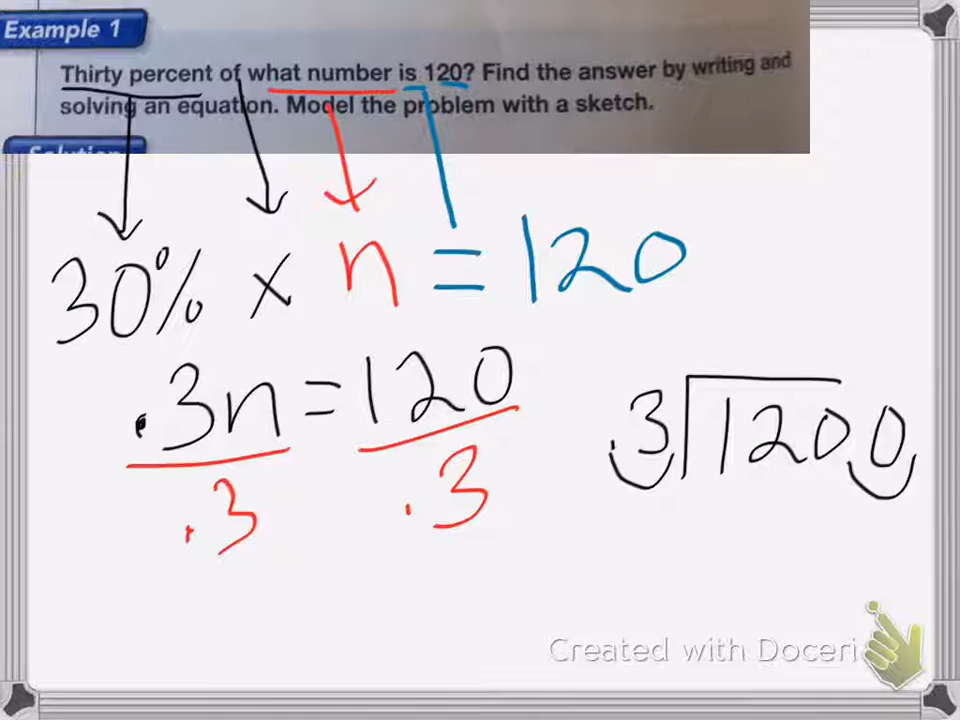 Example 1
Thirty percent of what number is 120? Find the answer by writing and
solving an equation. Model the problem with a sketch.
Solution
30% x n = 120
.3n = 120
.3 .3
.3 1200
Created with Doceri